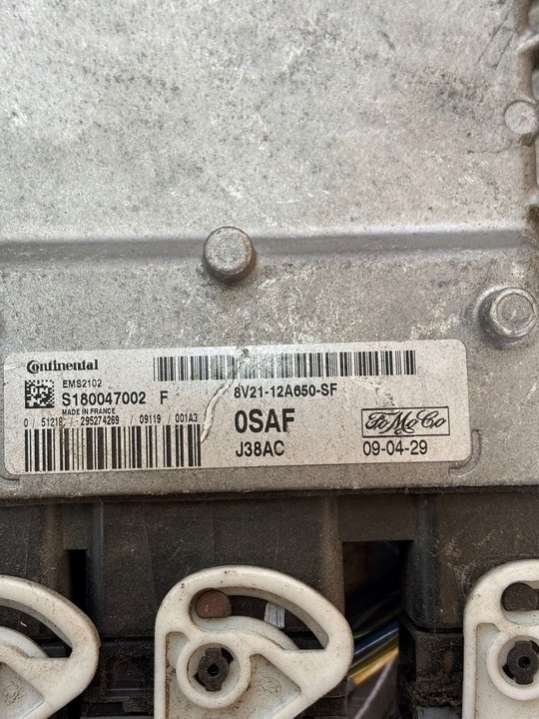 Continental
EMS2102
S180047002 F
MADE IN FRANCE
0 / 51218 / 295274269 / 09119 / 001A3
8V21-12A650-SF
0SAF
J38AC
FoMoCo
09-04-29